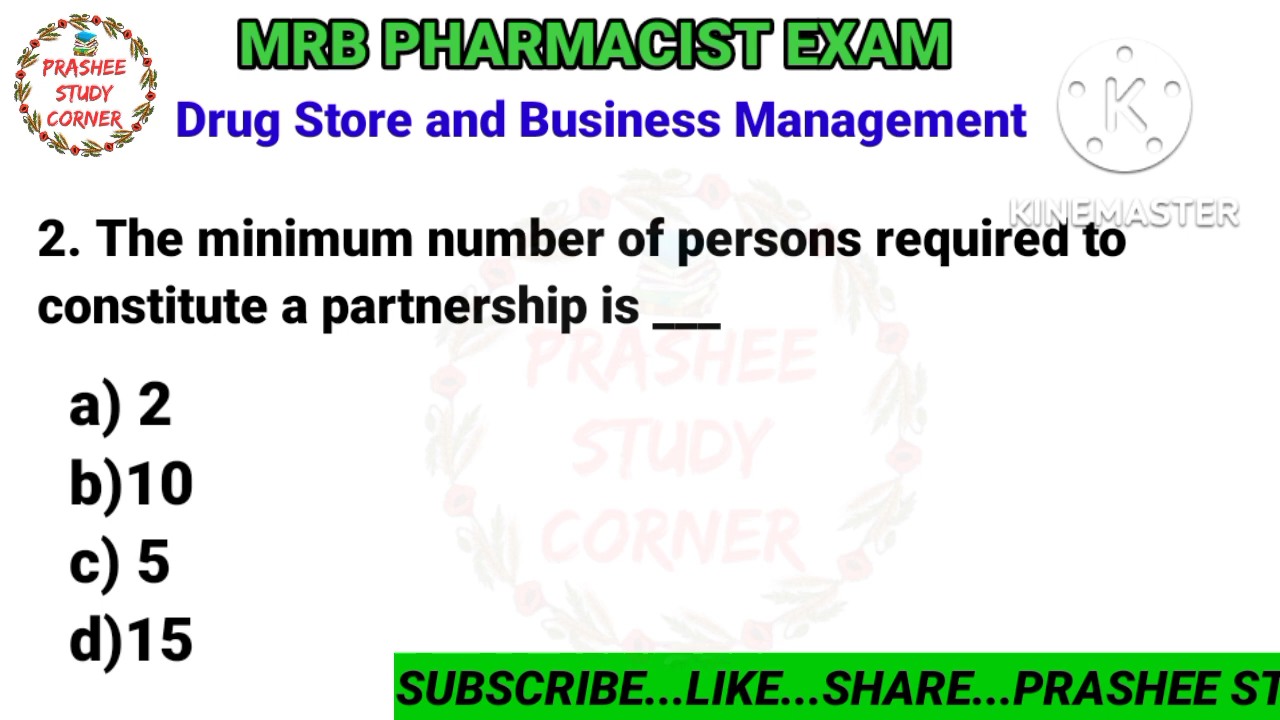 MRB PHARMACIST EXAM
PRASHEE
STUDY
CORNER
Drug Store and Business Management
K
KINEMASTER
2. The minimum number of persons required to
constitute a partnership is ___
PRASHEE
STUDY
CORNER
a) 2
b)10
c) 5
d)15
SUBSCRIBE...LIKE...SHARE...PRASHEE ST